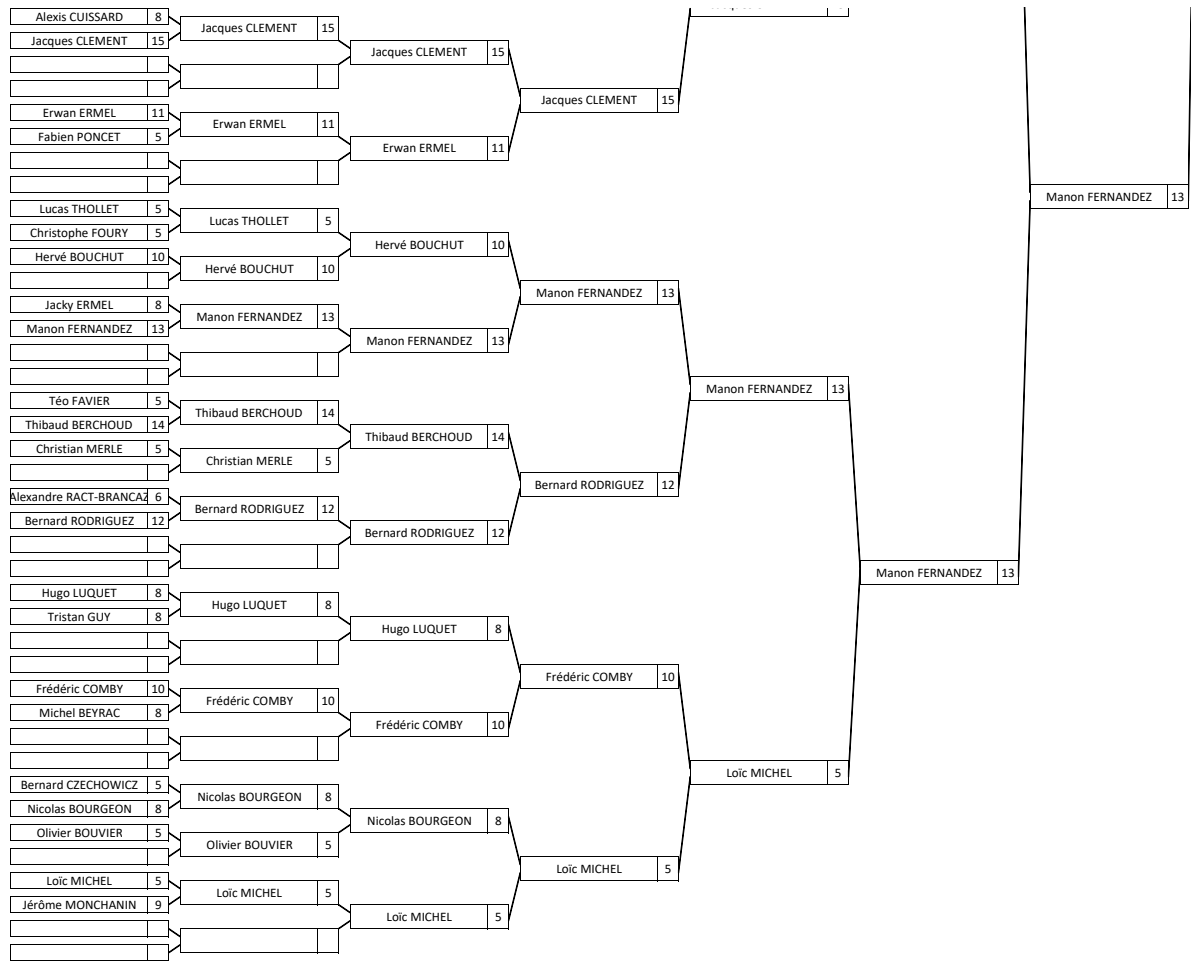 Alexis CUISSARD 8
Jacques CLEMENT 15
Erwan ERMEL 11
Fabien PONCET 5
Lucas THOLLET 5
Christophe FOURY 5
Hervé BOUCHUT 10
Jacky ERMEL 8
Manon FERNANDEZ 13
Téo FAVIER 5
Thibaud BERCHOUD 14
Christian MERLE 5
Alexandre RACT-BRANCAZ 6
Bernard RODRIGUEZ 12
Hugo LUQUET 8
Tristan GUY 8
Frédéric COMBY 10
Michel BEYRAC 8
Bernard CZECHOWICZ 5
Nicolas BOURGEON 8
Olivier BOUVIER 5
Loïc MICHEL 5
Jérôme MONCHANIN 9
Jacques CLEMENT 15
Erwan ERMEL 11
Lucas THOLLET 5
Hervé BOUCHUT 10
Manon FERNANDEZ 13
Thibaud BERCHOUD 14
Christian MERLE 5
Bernard RODRIGUEZ 12
Hugo LUQUET 8
Frédéric COMBY 10
Nicolas BOURGEON 8
Olivier BOUVIER 5
Loïc MICHEL 5
Jacques CLEMENT 15
Erwan ERMEL 11
Hervé BOUCHUT 10
Manon FERNANDEZ 13
Thibaud BERCHOUD 14
Bernard RODRIGUEZ 12
Hugo LUQUET 8
Frédéric COMBY 10
Nicolas BOURGEON 8
Loïc MICHEL 5
Jacques CLEMENT 15
Manon FERNANDEZ 13
Bernard RODRIGUEZ 12
Frédéric COMBY 10
Loïc MICHEL 5
Manon FERNANDEZ 13
Loïc MICHEL 5
Manon FERNANDEZ 13
Manon FERNANDEZ 13